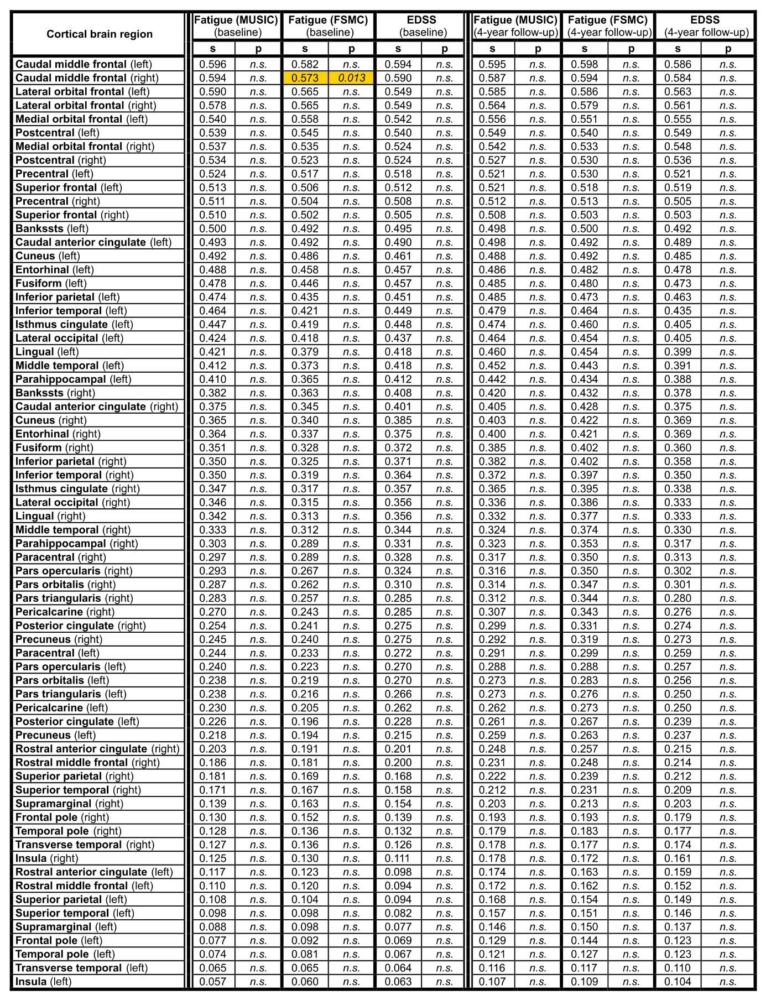 Cortical brain region Fatigue (MUSIC) (baseline) Fatigue (FSMC) (baseline) EDSS (baseline) Fatigue (MUSIC) (4-year follow-up) Fatigue (FSMC) (4-year follow-up) EDSS (4-year follow-up)
s p s p s p s p s p s p
Caudal middle frontal (left) 0.596 n.s. 0.582 n.s. 0.594 n.s. 0.595 n.s. 0.598 n.s. 0.586 n.s.
Caudal middle frontal (right) 0.594 n.s. 0.573 0.013 0.590 n.s. 0.587 n.s. 0.594 n.s. 0.584 n.s.
Lateral orbital frontal (left) 0.590 n.s. 0.565 n.s. 0.549 n.s. 0.585 n.s. 0.586 n.s. 0.563 n.s.
Lateral orbital frontal (right) 0.578 n.s. 0.565 n.s. 0.549 n.s. 0.564 n.s. 0.579 n.s. 0.561 n.s.
Medial orbital frontal (left) 0.540 n.s. 0.558 n.s. 0.542 n.s. 0.556 n.s. 0.551 n.s. 0.555 n.s.
Postcentral (left) 0.539 n.s. 0.545 n.s. 0.540 n.s. 0.549 n.s. 0.540 n.s. 0.549 n.s.
Medial orbital frontal (right) 0.537 n.s. 0.535 n.s. 0.524 n.s. 0.542 n.s. 0.533 n.s. 0.548 n.s.
Postcentral (right) 0.534 n.s. 0.523 n.s. 0.524 n.s. 0.527 n.s. 0.530 n.s. 0.536 n.s.
Precentral (left) 0.524 n.s. 0.517 n.s. 0.518 n.s. 0.521 n.s. 0.530 n.s. 0.521 n.s.
Superior frontal (left) 0.513 n.s. 0.506 n.s. 0.512 n.s. 0.521 n.s. 0.518 n.s. 0.519 n.s.
Precentral (right) 0.511 n.s. 0.504 n.s. 0.508 n.s. 0.512 n.s. 0.513 n.s. 0.505 n.s.
Superior frontal (right) 0.510 n.s. 0.502 n.s. 0.505 n.s. 0.508 n.s. 0.503 n.s. 0.503 n.s.
Bankssts (left) 0.500 n.s. 0.492 n.s. 0.495 n.s. 0.498 n.s. 0.500 n.s. 0.492 n.s.
Caudal anterior cingulate (left) 0.493 n.s. 0.492 n.s. 0.490 n.s. 0.498 n.s. 0.492 n.s. 0.489 n.s.
Cuneus (left) 0.492 n.s. 0.486 n.s. 0.461 n.s. 0.488 n.s. 0.492 n.s. 0.485 n.s.
Entorhinal (left) 0.488 n.s. 0.458 n.s. 0.457 n.s. 0.486 n.s. 0.482 n.s. 0.478 n.s.
Fusiform (left) 0.478 n.s. 0.446 n.s. 0.457 n.s. 0.485 n.s. 0.480 n.s. 0.473 n.s.
Inferior parietal (left) 0.474 n.s. 0.435 n.s. 0.451 n.s. 0.485 n.s. 0.473 n.s. 0.463 n.s.
Inferior temporal (left) 0.464 n.s. 0.421 n.s. 0.449 n.s. 0.479 n.s. 0.464 n.s. 0.435 n.s.
Isthmus cingulate (left) 0.447 n.s. 0.419 n.s. 0.448 n.s. 0.474 n.s. 0.460 n.s. 0.405 n.s.
Lateral occipital (left) 0.424 n.s. 0.418 n.s. 0.437 n.s. 0.464 n.s. 0.454 n.s. 0.405 n.s.
Lingual (left) 0.421 n.s. 0.379 n.s. 0.418 n.s. 0.460 n.s. 0.454 n.s. 0.399 n.s.
Middle temporal (left) 0.412 n.s. 0.373 n.s. 0.418 n.s. 0.452 n.s. 0.443 n.s. 0.391 n.s.
Parahippocampal (left) 0.410 n.s. 0.365 n.s. 0.412 n.s. 0.442 n.s. 0.434 n.s. 0.388 n.s.
Bankssts (right) 0.382 n.s. 0.363 n.s. 0.408 n.s. 0.420 n.s. 0.432 n.s. 0.378 n.s.
Caudal anterior cingulate (right) 0.375 n.s. 0.345 n.s. 0.401 n.s. 0.405 n.s. 0.428 n.s. 0.375 n.s.
Cuneus (right) 0.365 n.s. 0.340 n.s. 0.385 n.s. 0.403 n.s. 0.422 n.s. 0.369 n.s.
Entorhinal (right) 0.364 n.s. 0.337 n.s. 0.375 n.s. 0.400 n.s. 0.421 n.s. 0.369 n.s.
Fusiform (right) 0.351 n.s. 0.328 n.s. 0.372 n.s. 0.385 n.s. 0.402 n.s. 0.360 n.s.
Inferior parietal (right) 0.350 n.s. 0.325 n.s. 0.371 n.s. 0.382 n.s. 0.402 n.s. 0.358 n.s.
Inferior temporal (right) 0.350 n.s. 0.319 n.s. 0.364 n.s. 0.372 n.s. 0.397 n.s. 0.350 n.s.
Isthmus cingulate (right) 0.347 n.s. 0.317 n.s. 0.357 n.s. 0.365 n.s. 0.395 n.s. 0.338 n.s.
Lateral occipital (right) 0.346 n.s. 0.315 n.s. 0.356 n.s. 0.336 n.s. 0.386 n.s. 0.333 n.s.
Lingual (right) 0.342 n.s. 0.313 n.s. 0.356 n.s. 0.332 n.s. 0.377 n.s. 0.333 n.s.
Middle temporal (right) 0.333 n.s. 0.312 n.s. 0.344 n.s. 0.324 n.s. 0.374 n.s. 0.330 n.s.
Parahippocampal (right) 0.303 n.s. 0.289 n.s. 0.331 n.s. 0.323 n.s. 0.353 n.s. 0.317 n.s.
Paracentral (right) 0.297 n.s. 0.289 n.s. 0.328 n.s. 0.317 n.s. 0.350 n.s. 0.313 n.s.
Pars opercularis (right) 0.293 n.s. 0.267 n.s. 0.324 n.s. 0.316 n.s. 0.350 n.s. 0.302 n.s.
Pars orbitalis (right) 0.287 n.s. 0.262 n.s. 0.310 n.s. 0.314 n.s. 0.347 n.s. 0.301 n.s.
Pars triangularis (right) 0.283 n.s. 0.257 n.s. 0.285 n.s. 0.312 n.s. 0.344 n.s. 0.280 n.s.
Pericalcarine (right) 0.270 n.s. 0.243 n.s. 0.285 n.s. 0.307 n.s. 0.343 n.s. 0.276 n.s.
Posterior cingulate (right) 0.254 n.s. 0.241 n.s. 0.275 n.s. 0.299 n.s. 0.331 n.s. 0.274 n.s.
Precuneus (right) 0.245 n.s. 0.240 n.s. 0.275 n.s. 0.292 n.s. 0.319 n.s. 0.273 n.s.
Paracentral (left) 0.244 n.s. 0.233 n.s. 0.272 n.s. 0.291 n.s. 0.299 n.s. 0.259 n.s.
Pars opercularis (left) 0.240 n.s. 0.223 n.s. 0.270 n.s. 0.288 n.s. 0.288 n.s. 0.257 n.s.
Pars orbitalis (left) 0.238 n.s. 0.219 n.s. 0.270 n.s. 0.273 n.s. 0.283 n.s. 0.256 n.s.
Pars triangularis (left) 0.238 n.s. 0.216 n.s. 0.266 n.s. 0.273 n.s. 0.276 n.s. 0.250 n.s.
Pericalcarine (left) 0.230 n.s. 0.205 n.s. 0.262 n.s. 0.262 n.s. 0.273 n.s. 0.250 n.s.
Posterior cingulate (left) 0.226 n.s. 0.196 n.s. 0.228 n.s. 0.261 n.s. 0.267 n.s. 0.239 n.s.
Precuneus (left) 0.218 n.s. 0.194 n.s. 0.215 n.s. 0.259 n.s. 0.263 n.s. 0.237 n.s.
Rostral anterior cingulate (right) 0.203 n.s. 0.191 n.s. 0.201 n.s. 0.248 n.s. 0.257 n.s. 0.215 n.s.
Rostral middle frontal (right) 0.186 n.s. 0.181 n.s. 0.200 n.s. 0.231 n.s. 0.248 n.s. 0.214 n.s.
Superior parietal (right) 0.181 n.s. 0.169 n.s. 0.168 n.s. 0.222 n.s. 0.239 n.s. 0.212 n.s.
Superior temporal (right) 0.171 n.s. 0.167 n.s. 0.158 n.s. 0.212 n.s. 0.231 n.s. 0.209 n.s.
Supramarginal (right) 0.139 n.s. 0.163 n.s. 0.154 n.s. 0.203 n.s. 0.213 n.s. 0.203 n.s.
Frontal pole (right) 0.130 n.s. 0.152 n.s. 0.139 n.s. 0.193 n.s. 0.193 n.s. 0.179 n.s.
Temporal pole (right) 0.128 n.s. 0.136 n.s. 0.132 n.s. 0.179 n.s. 0.183 n.s. 0.177 n.s.
Transverse temporal (right) 0.127 n.s. 0.136 n.s. 0.126 n.s. 0.178 n.s. 0.177 n.s. 0.174 n.s.
Insula (right) 0.125 n.s. 0.130 n.s. 0.111 n.s. 0.178 n.s. 0.172 n.s. 0.161 n.s.
Rostral anterior cingulate (left) 0.117 n.s. 0.123 n.s. 0.098 n.s. 0.174 n.s. 0.163 n.s. 0.159 n.s.
Rostral middle frontal (left) 0.110 n.s. 0.120 n.s. 0.094 n.s. 0.172 n.s. 0.162 n.s. 0.152 n.s.
Superior parietal (left) 0.108 n.s. 0.104 n.s. 0.094 n.s. 0.168 n.s. 0.154 n.s. 0.149 n.s.
Superior temporal (left) 0.098 n.s. 0.098 n.s. 0.082 n.s. 0.157 n.s. 0.151 n.s. 0.146 n.s.
Supramarginal (left) 0.088 n.s. 0.098 n.s. 0.077 n.s. 0.146 n.s. 0.150 n.s. 0.137 n.s.
Frontal pole (left) 0.077 n.s. 0.092 n.s. 0.069 n.s. 0.129 n.s. 0.144 n.s. 0.123 n.s.
Temporal pole (left) 0.074 n.s. 0.081 n.s. 0.067 n.s. 0.121 n.s. 0.127 n.s. 0.123 n.s.
Transverse temporal (left) 0.065 n.s. 0.065 n.s. 0.064 n.s. 0.116 n.s. 0.117 n.s. 0.110 n.s.
Insula (left) 0.057 n.s. 0.060 n.s. 0.063 n.s. 0.107 n.s. 0.109 n.s. 0.104 n.s.